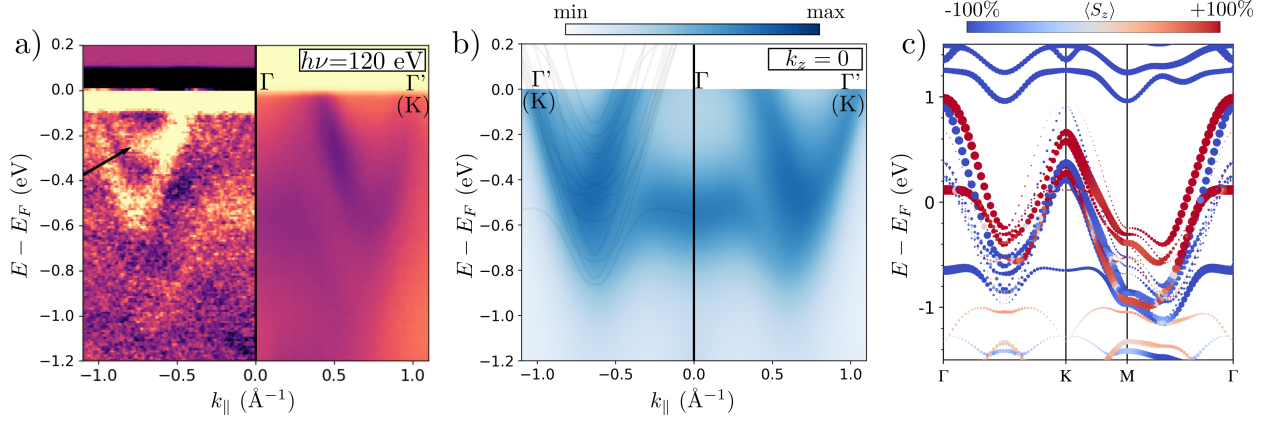 a)
0.2
0.0
−0.2
−0.4
−0.6
−0.8
−1.0
−1.2
E − E_F (eV)
hν=120 eV
Γ
Γ'
(K)
−1.0
−0.5
0.0
0.5
1.0
k_∥ (Å⁻¹)
min
max
b)
0.2
0.0
−0.2
−0.4
−0.6
−0.8
−1.0
−1.2
E − E_F (eV)
k_z = 0
Γ'
(K)
Γ
Γ'
(K)
−1.0
−0.5
0.0
0.5
1.0
k_∥ (Å⁻¹)
-100%
⟨S_z⟩
+100%
c)
1
0
-1
E − E_F (eV)
Γ
K
M
Γ